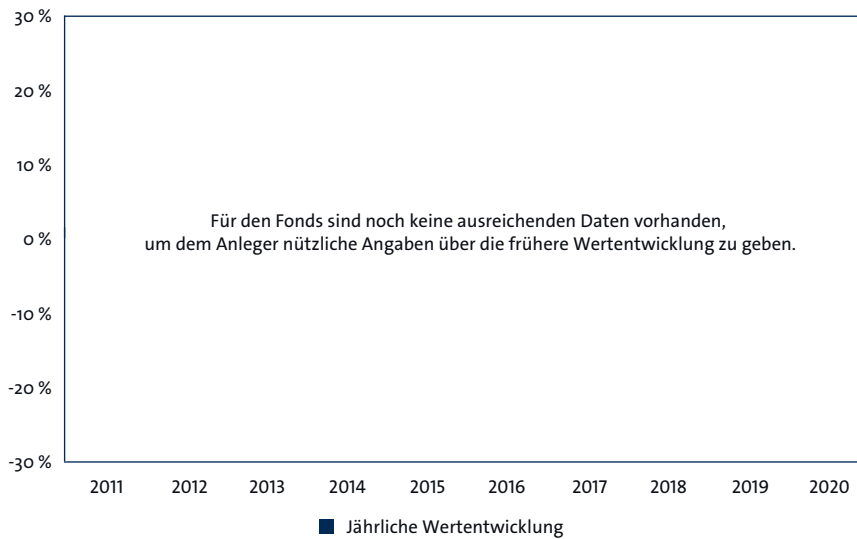 30 %
20 %
10 %
0 %
-10 %
-20 %
-30 %
Für den Fonds sind noch keine ausreichenden Daten vorhanden,
um dem Anleger nützliche Angaben über die frühere Wertentwicklung zu geben.
2011 2012 2013 2014 2015 2016 2017 2018 2019 2020
Jährliche Wertentwicklung